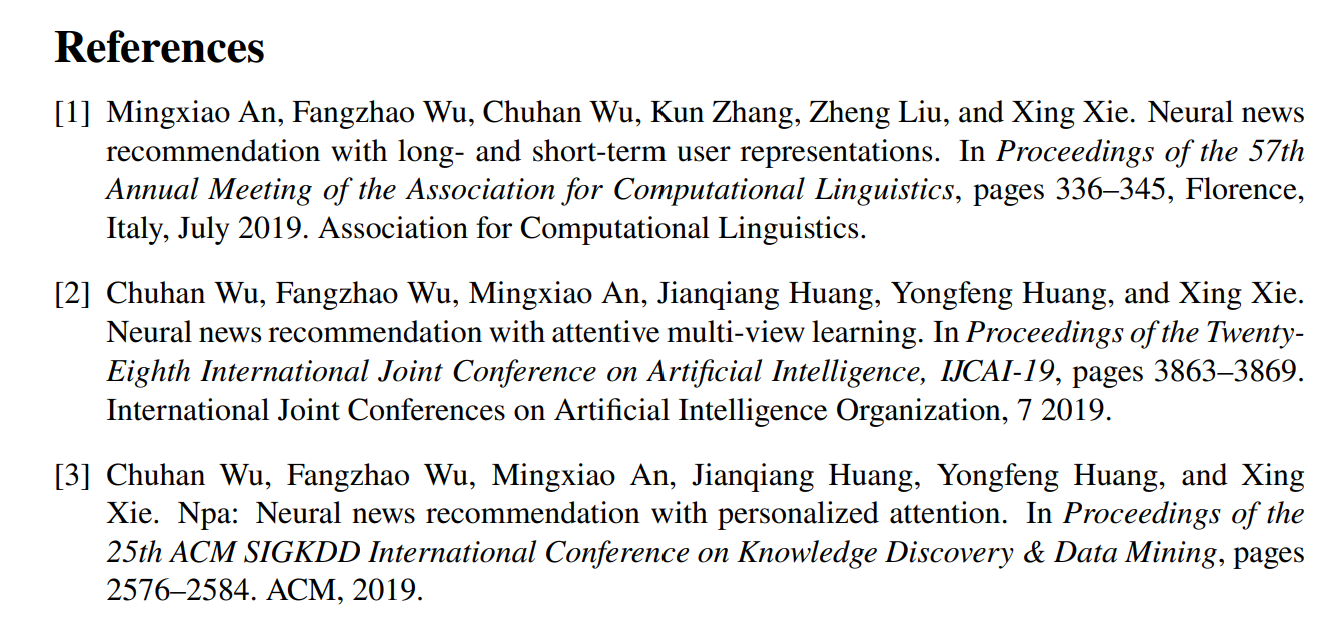 References
[1] Mingxiao An, Fangzhao Wu, Chuhan Wu, Kun Zhang, Zheng Liu, and Xing Xie. Neural news
recommendation with long- and short-term user representations. In Proceedings of the 57th
Annual Meeting of the Association for Computational Linguistics, pages 336–345, Florence,
Italy, July 2019. Association for Computational Linguistics.
[2] Chuhan Wu, Fangzhao Wu, Mingxiao An, Jianqiang Huang, Yongfeng Huang, and Xing Xie.
Neural news recommendation with attentive multi-view learning. In Proceedings of the Twenty-
Eighth International Joint Conference on Artificial Intelligence, IJCAI-19, pages 3863–3869.
International Joint Conferences on Artificial Intelligence Organization, 7 2019.
[3] Chuhan Wu, Fangzhao Wu, Mingxiao An, Jianqiang Huang, Yongfeng Huang, and Xing
Xie. Npa: Neural news recommendation with personalized attention. In Proceedings of the
25th ACM SIGKDD International Conference on Knowledge Discovery & Data Mining, pages
2576–2584. ACM, 2019.